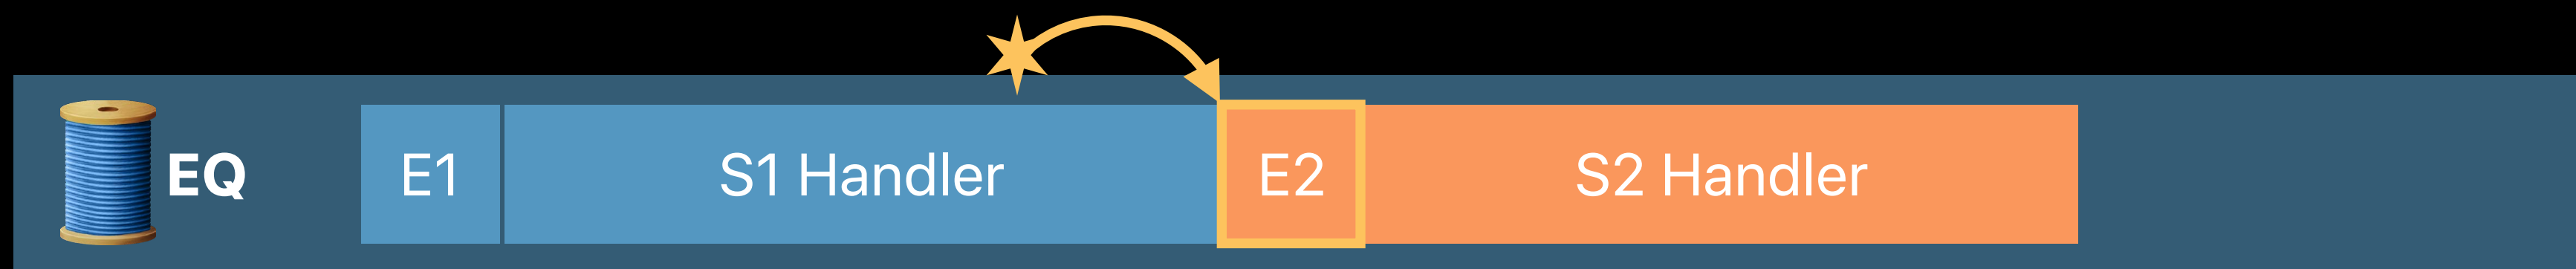 EQ E1 S1 Handler E2 S2 Handler